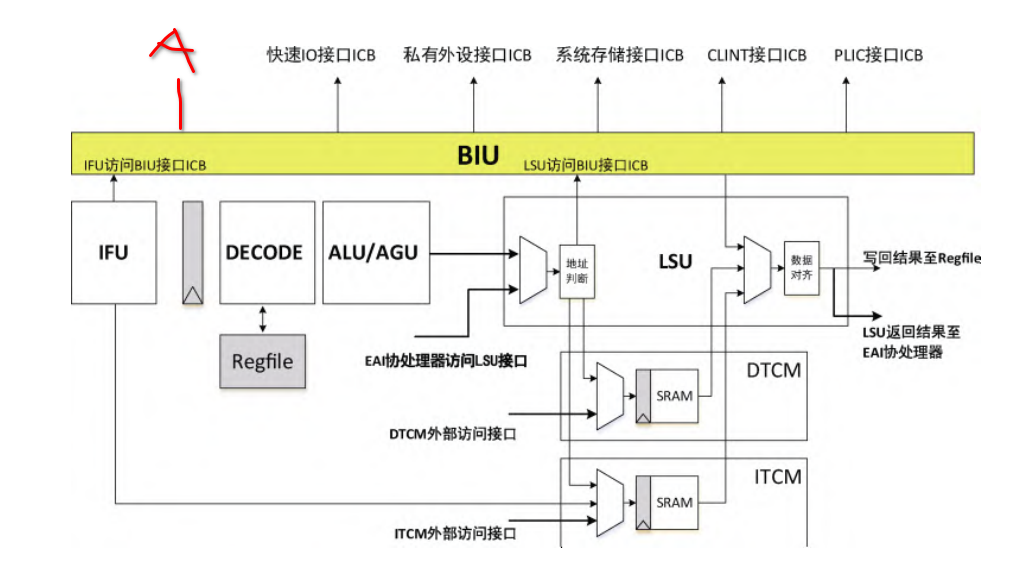 A
快速IO接口ICB 私有外设接口ICB 系统存储接口ICB CLINT接口ICB PLIC接口ICB
BIU
IFU访问BIU接口ICB LSU访问BIU接口ICB
IFU DECODE ALU/AGU
地址
判断
LSU
数据
对齐
写回结果至Regfile
LSU返回结果至
EAI协处理器
Regfile
EAI协处理器访问LSU接口
DTCM
SRAM
DTCM外部访问接口
ITCM
SRAM
ITCM外部访问接口